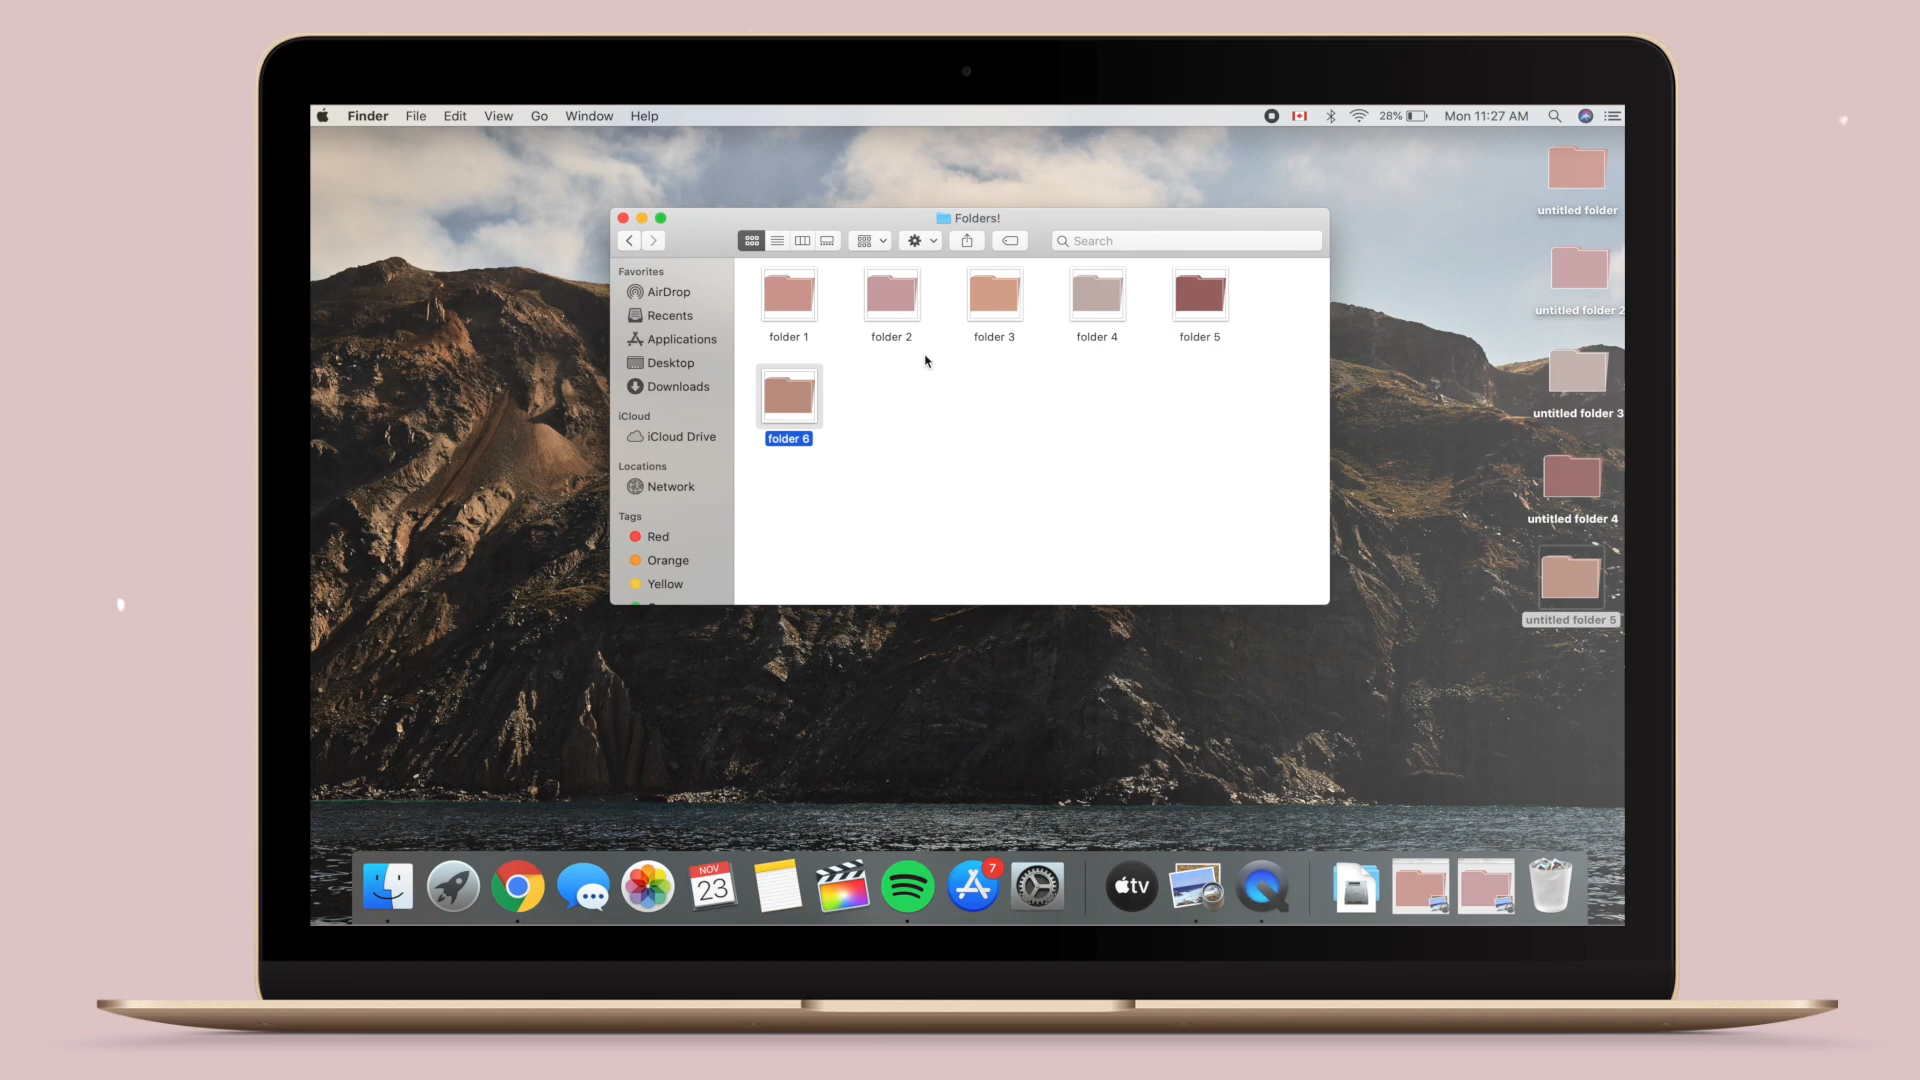 Finder File Edit View Go Window Help
28% Mon 11:27 AM
untitled folder
untitled folder 2
untitled folder 3
untitled folder 4
untitled folder 5
Folders!
Search
Favorites
AirDrop
Recents
Applications
Desktop
Downloads
iCloud
iCloud Drive
Locations
Network
Tags
Red
Orange
Yellow
folder 1
folder 2
folder 3
folder 4
folder 5
folder 6
NOV
23
7
tv